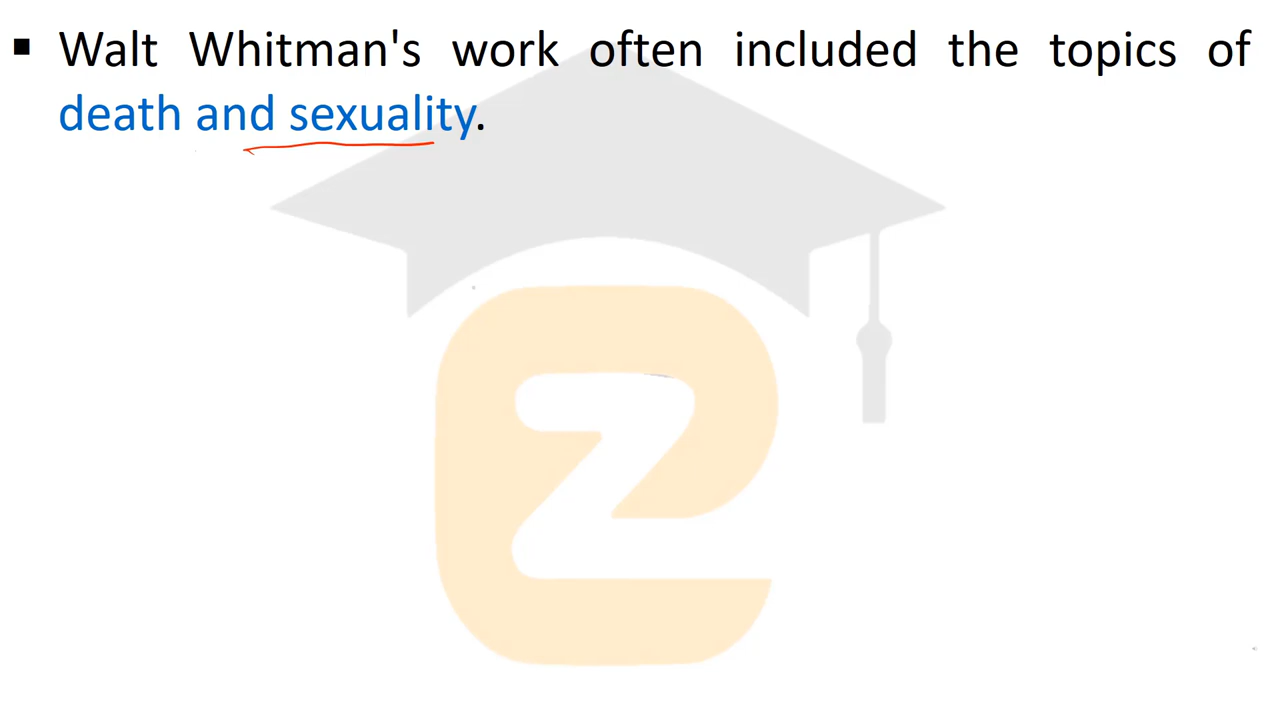 ▪ Walt Whitman's work often included the topics of
death and sexuality.